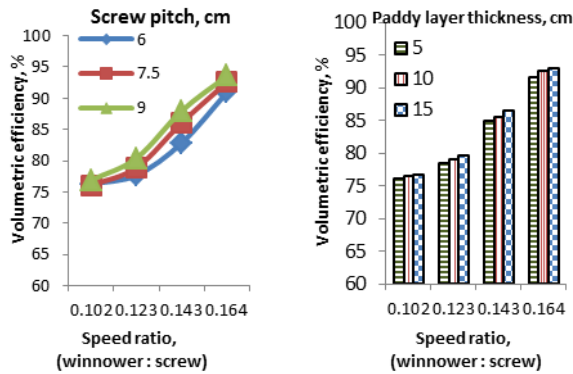 Screw pitch, cm
6
7.5
9
Volumetric efficiency, %
100
95
90
85
80
75
70
65
60
0.102 0.123 0.143 0.164
Speed ratio,
(winnower : screw)
Paddy layer thickness, cm
5
10
15
Volumetric efficiency, %
100
95
90
85
80
75
70
65
60
0.102 0.123 0.143 0.164
Speed ratio,
(winnower : screw)